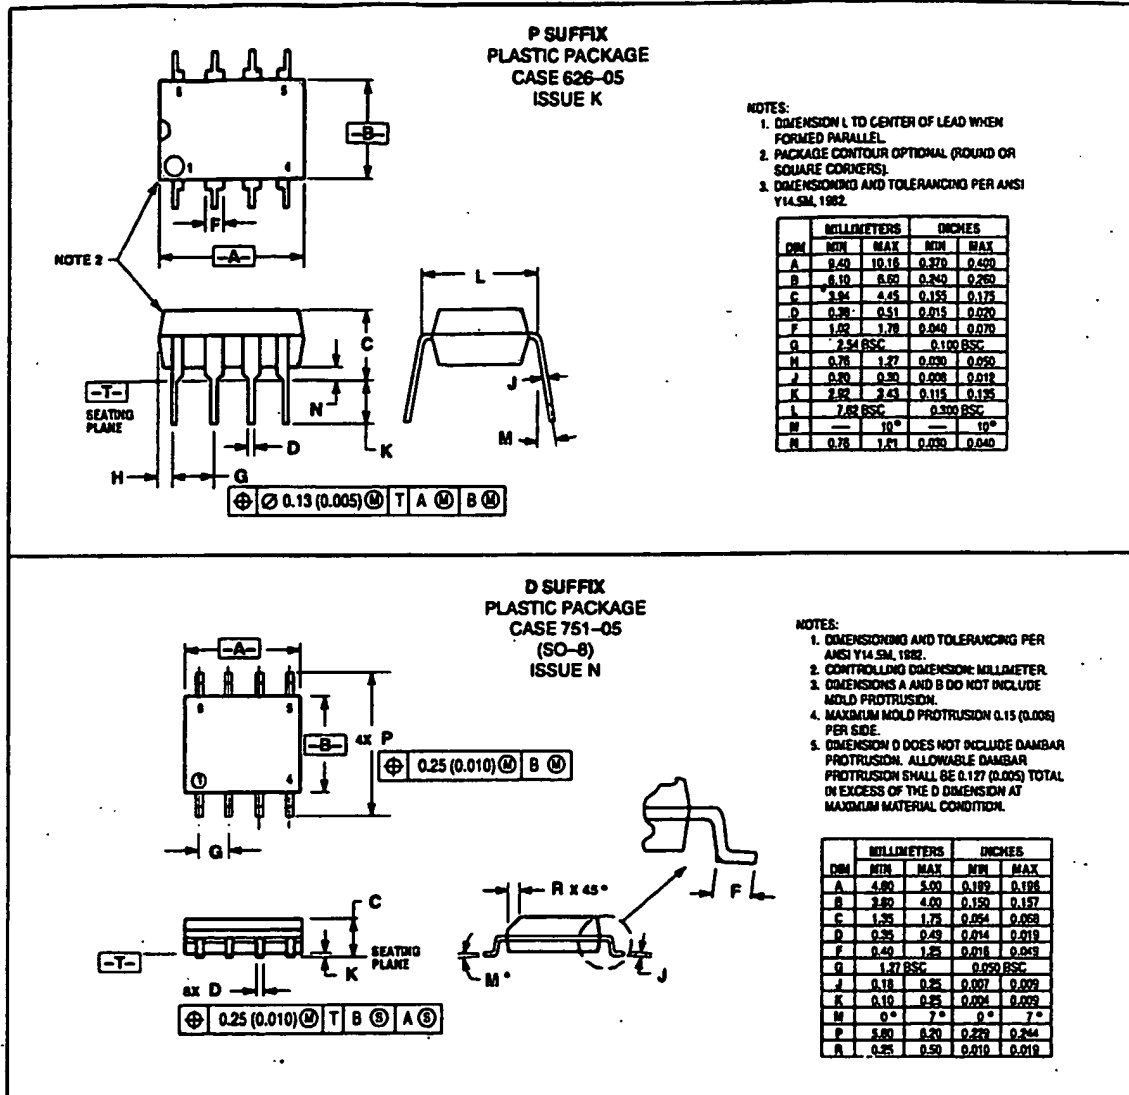 P SUFFIX
PLASTIC PACKAGE
CASE 626–05
ISSUE K
8 5
–B–
1 4
F
–A–
NOTE 2
L
C
J
–T–
N
SEATING
PLANE
M
D
K
H
G
⌖ ∅ 0.13 (0.005) Ⓜ T A Ⓜ B Ⓜ
NOTES:
1. DIMENSION L TO CENTER OF LEAD WHEN
FORMED PARALLEL.
2. PACKAGE CONTOUR OPTIONAL (ROUND OR
SQUARE CORNERS).
3. DIMENSIONING AND TOLERANCING PER ANSI
Y14.5M, 1982.
MILLIMETERS INCHES
DIM MIN MAX MIN MAX
A 9.40 10.16 0.370 0.400
B 6.10 6.60 0.240 0.260
C 3.94 4.45 0.155 0.175
D 0.38 0.51 0.015 0.020
F 1.02 1.78 0.040 0.070
G 2.54 BSC 0.100 BSC
H 0.76 1.27 0.030 0.050
J 0.20 0.30 0.008 0.012
K 2.92 3.43 0.115 0.135
L 7.62 BSC 0.300 BSC
M — 10° — 10°
N 0.76 1.01 0.030 0.040
D SUFFIX
PLASTIC PACKAGE
CASE 751–05
(SO–8)
ISSUE N
–A–
8 5
–B–
4X P
⌖ 0.25 (0.010) Ⓜ B Ⓜ
1 4
G
C
R X 45°
F
–T–
K
SEATING
PLANE
M°
J
8X D
⌖ 0.25 (0.010) Ⓜ T B Ⓢ A Ⓢ
NOTES:
1. DIMENSIONING AND TOLERANCING PER
ANSI Y14.5M, 1982.
2. CONTROLLING DIMENSION: MILLIMETER.
3. DIMENSIONS A AND B DO NOT INCLUDE
MOLD PROTRUSION.
4. MAXIMUM MOLD PROTRUSION 0.15 (0.006)
PER SIDE.
5. DIMENSION D DOES NOT INCLUDE DAMBAR
PROTRUSION. ALLOWABLE DAMBAR
PROTRUSION SHALL BE 0.127 (0.005) TOTAL
IN EXCESS OF THE D DIMENSION AT
MAXIMUM MATERIAL CONDITION.
MILLIMETERS INCHES
DIM MIN MAX MIN MAX
A 4.80 5.00 0.189 0.196
B 3.80 4.00 0.150 0.157
C 1.35 1.75 0.054 0.068
D 0.35 0.49 0.014 0.019
F 0.40 1.25 0.016 0.049
G 1.27 BSC 0.050 BSC
J 0.18 0.25 0.007 0.009
K 0.10 0.25 0.004 0.009
M 0° 7° 0° 7°
P 5.80 6.20 0.229 0.244
R 0.25 0.50 0.010 0.019